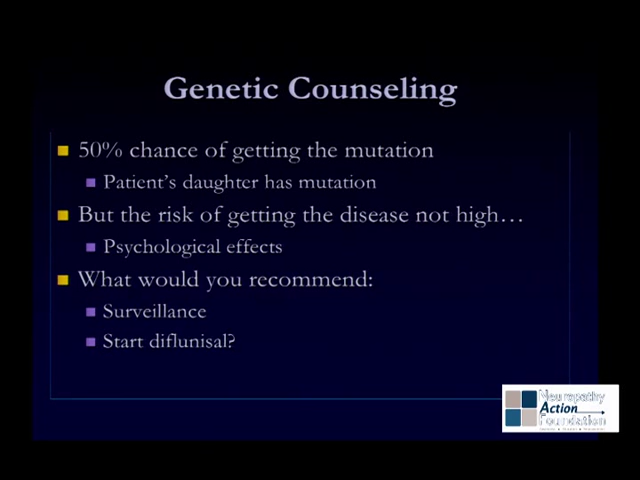 Genetic Counseling
50% chance of getting the mutation
Patient's daughter has mutation
But the risk of getting the disease not high...
Psychological effects
What would you recommend:
Surveillance
Start diflunisal?
Neuropathy
Action
Foundation